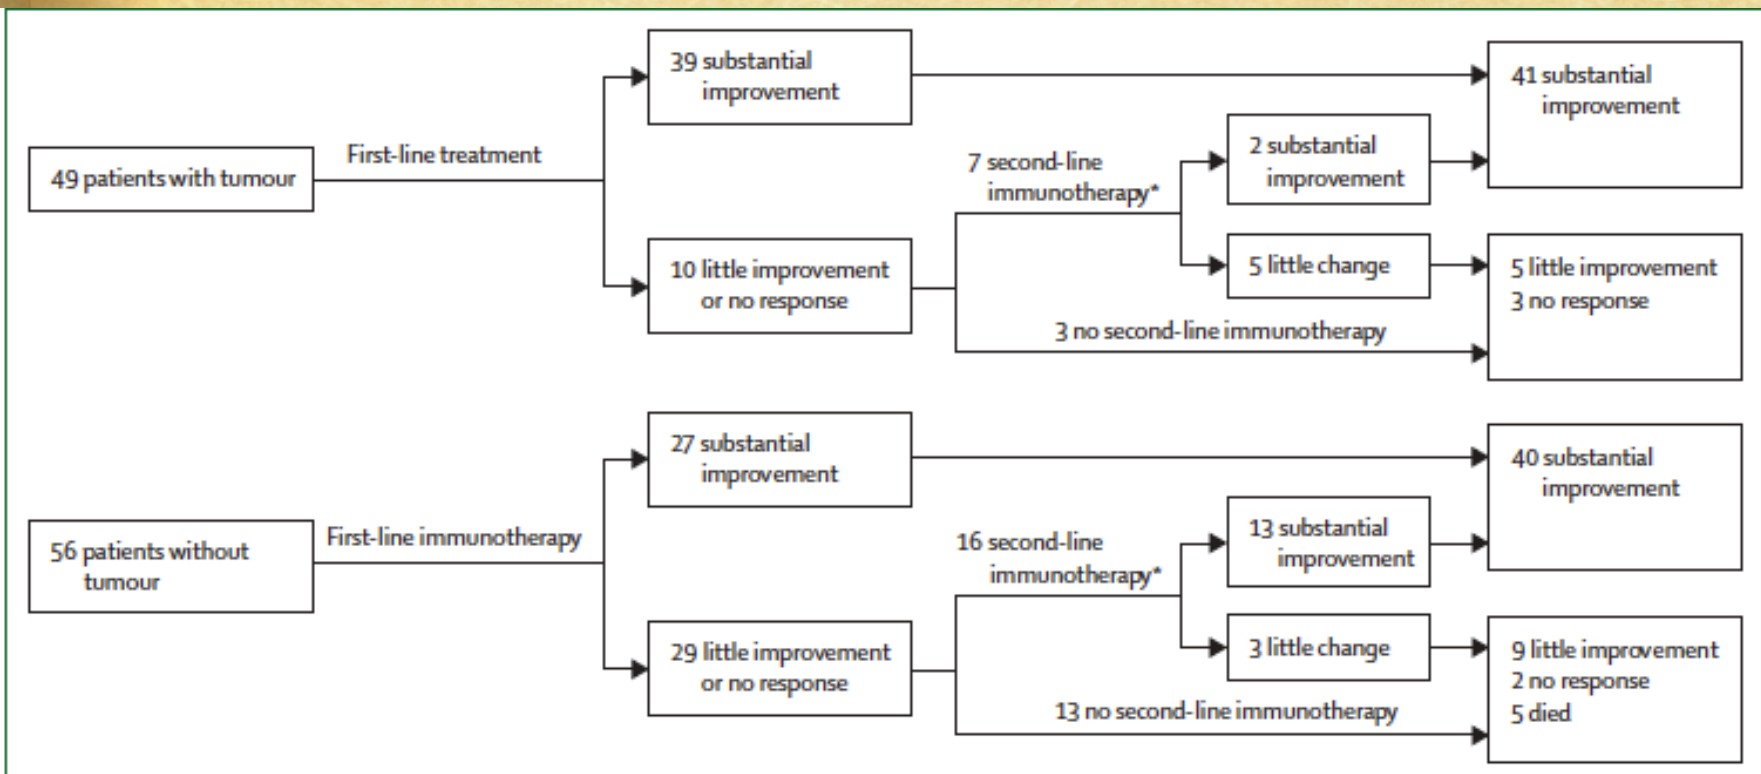 49 patients with tumour
First-line treatment
39 substantial
improvement
10 little improvement
or no response
7 second-line
immunotherapy*
2 substantial
improvement
5 little change
3 no second-line immunotherapy
41 substantial
improvement
5 little improvement
3 no response
56 patients without
tumour
First-line immunotherapy
27 substantial
improvement
29 little improvement
or no response
16 second-line
immunotherapy*
13 substantial
improvement
3 little change
13 no second-line immunotherapy
40 substantial
improvement
9 little improvement
2 no response
5 died